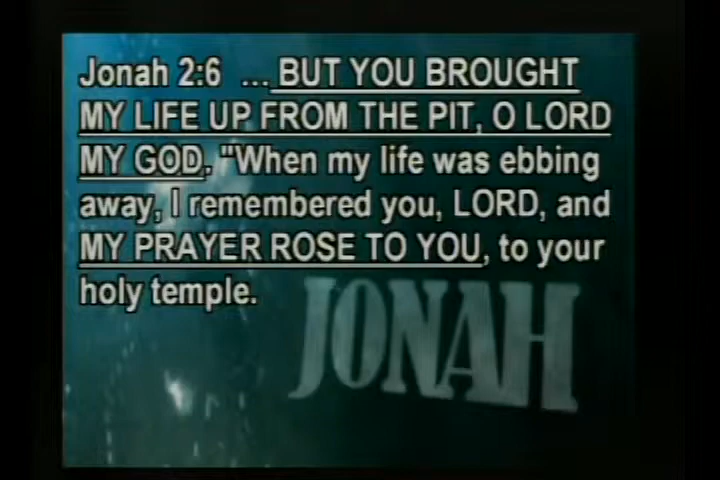 Jonah 2:6 ... BUT YOU BROUGHT
MY LIFE UP FROM THE PIT, O LORD
MY GOD. "When my life was ebbing
away, I remembered you, LORD, and
MY PRAYER ROSE TO YOU, to your
holy temple.
JONAH